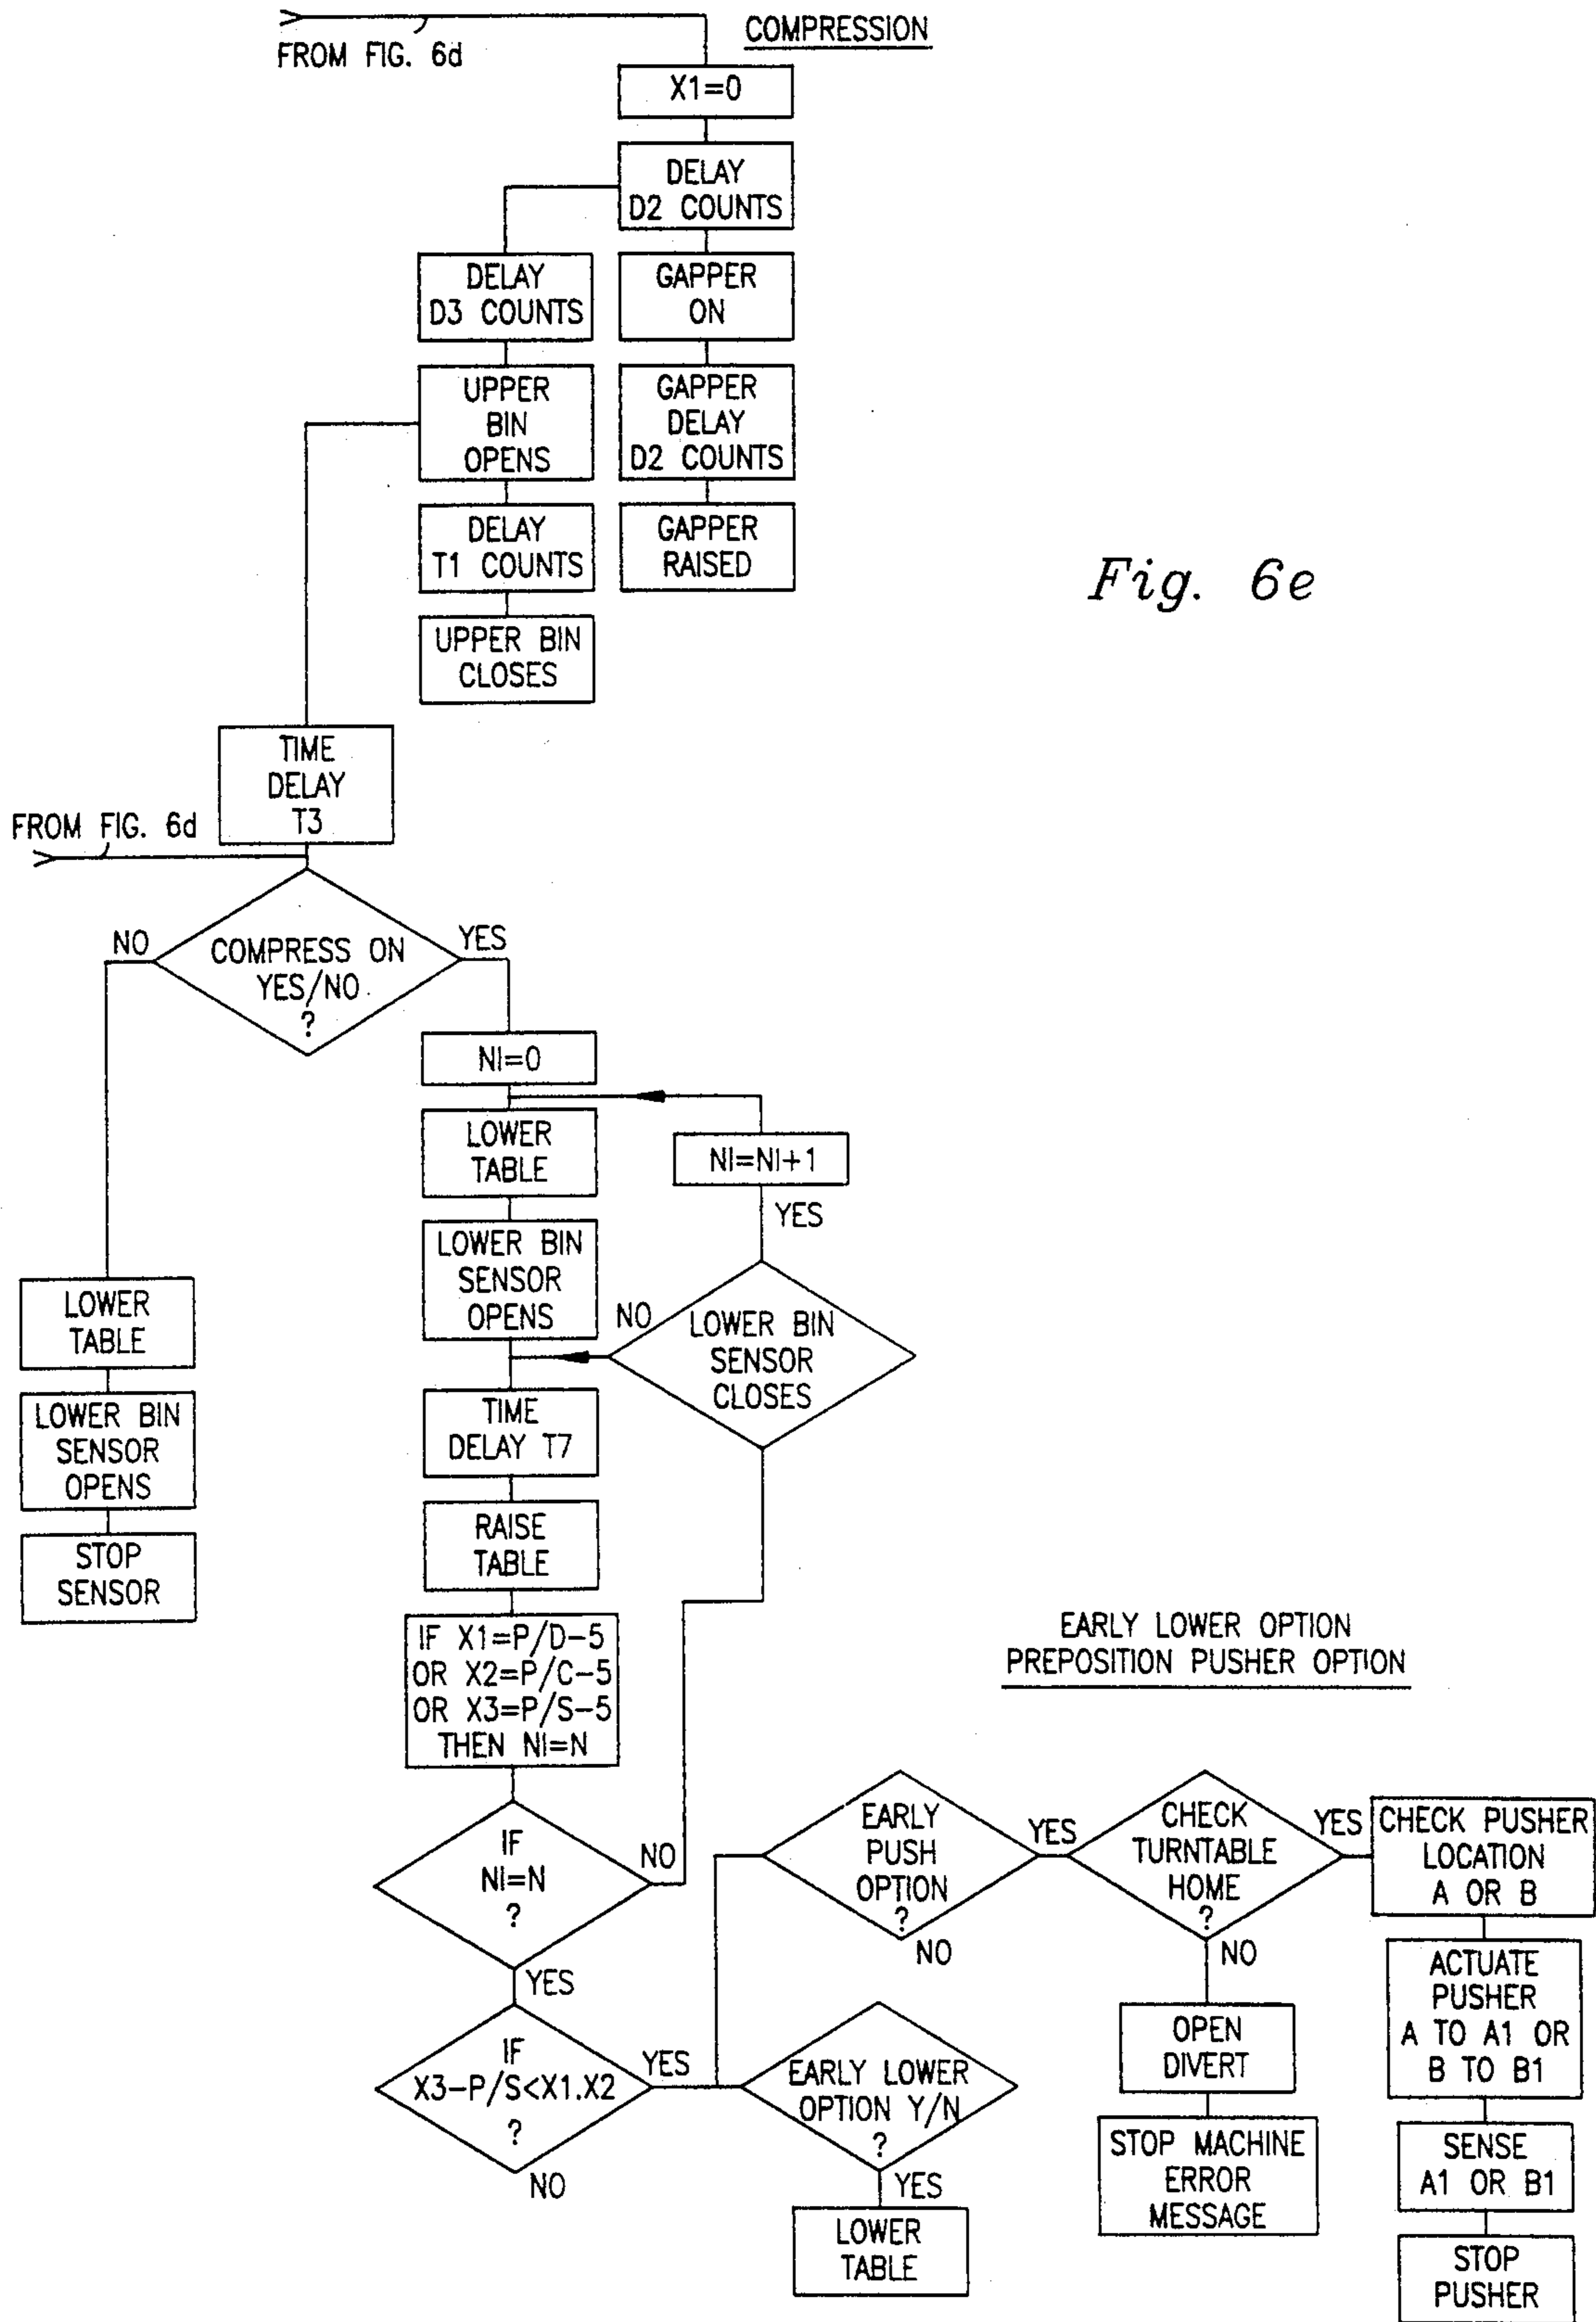 FROM FIG. 6d
COMPRESSION
X1=0
DELAY
D2 COUNTS
DELAY
D3 COUNTS
GAPPER
ON
UPPER
BIN
OPENS
GAPPER
DELAY
D2 COUNTS
DELAY
T1 COUNTS
GAPPER
RAISED
UPPER BIN
CLOSES
Fig. 6e
TIME
DELAY
T3
FROM FIG. 6d
COMPRESS ON
YES/NO
?
NO
YES
NI=0
LOWER
TABLE
NI=NI+1
YES
LOWER BIN
SENSOR
OPENS
NO
LOWER BIN
SENSOR
CLOSES
LOWER
TABLE
LOWER BIN
SENSOR
OPENS
STOP
SENSOR
TIME
DELAY T7
RAISE
TABLE
IF X1=P/D-5
OR X2=P/C-5
OR X3=P/S-5
THEN NI=N
IF
NI=N
?
NO
YES
IF
X3-P/S<X1.X2
?
YES
NO
EARLY LOWER OPTION
PREPOSITION PUSHER OPTION
EARLY
PUSH
OPTION
?
YES
NO
CHECK
TURNTABLE
HOME
?
YES
NO
CHECK PUSHER
LOCATION
A OR B
ACTUATE
PUSHER
A TO A1 OR
B TO B1
SENSE
A1 OR B1
STOP
PUSHER
OPEN
DIVERT
STOP MACHINE
ERROR
MESSAGE
EARLY LOWER
OPTION Y/N
?
YES
LOWER
TABLE